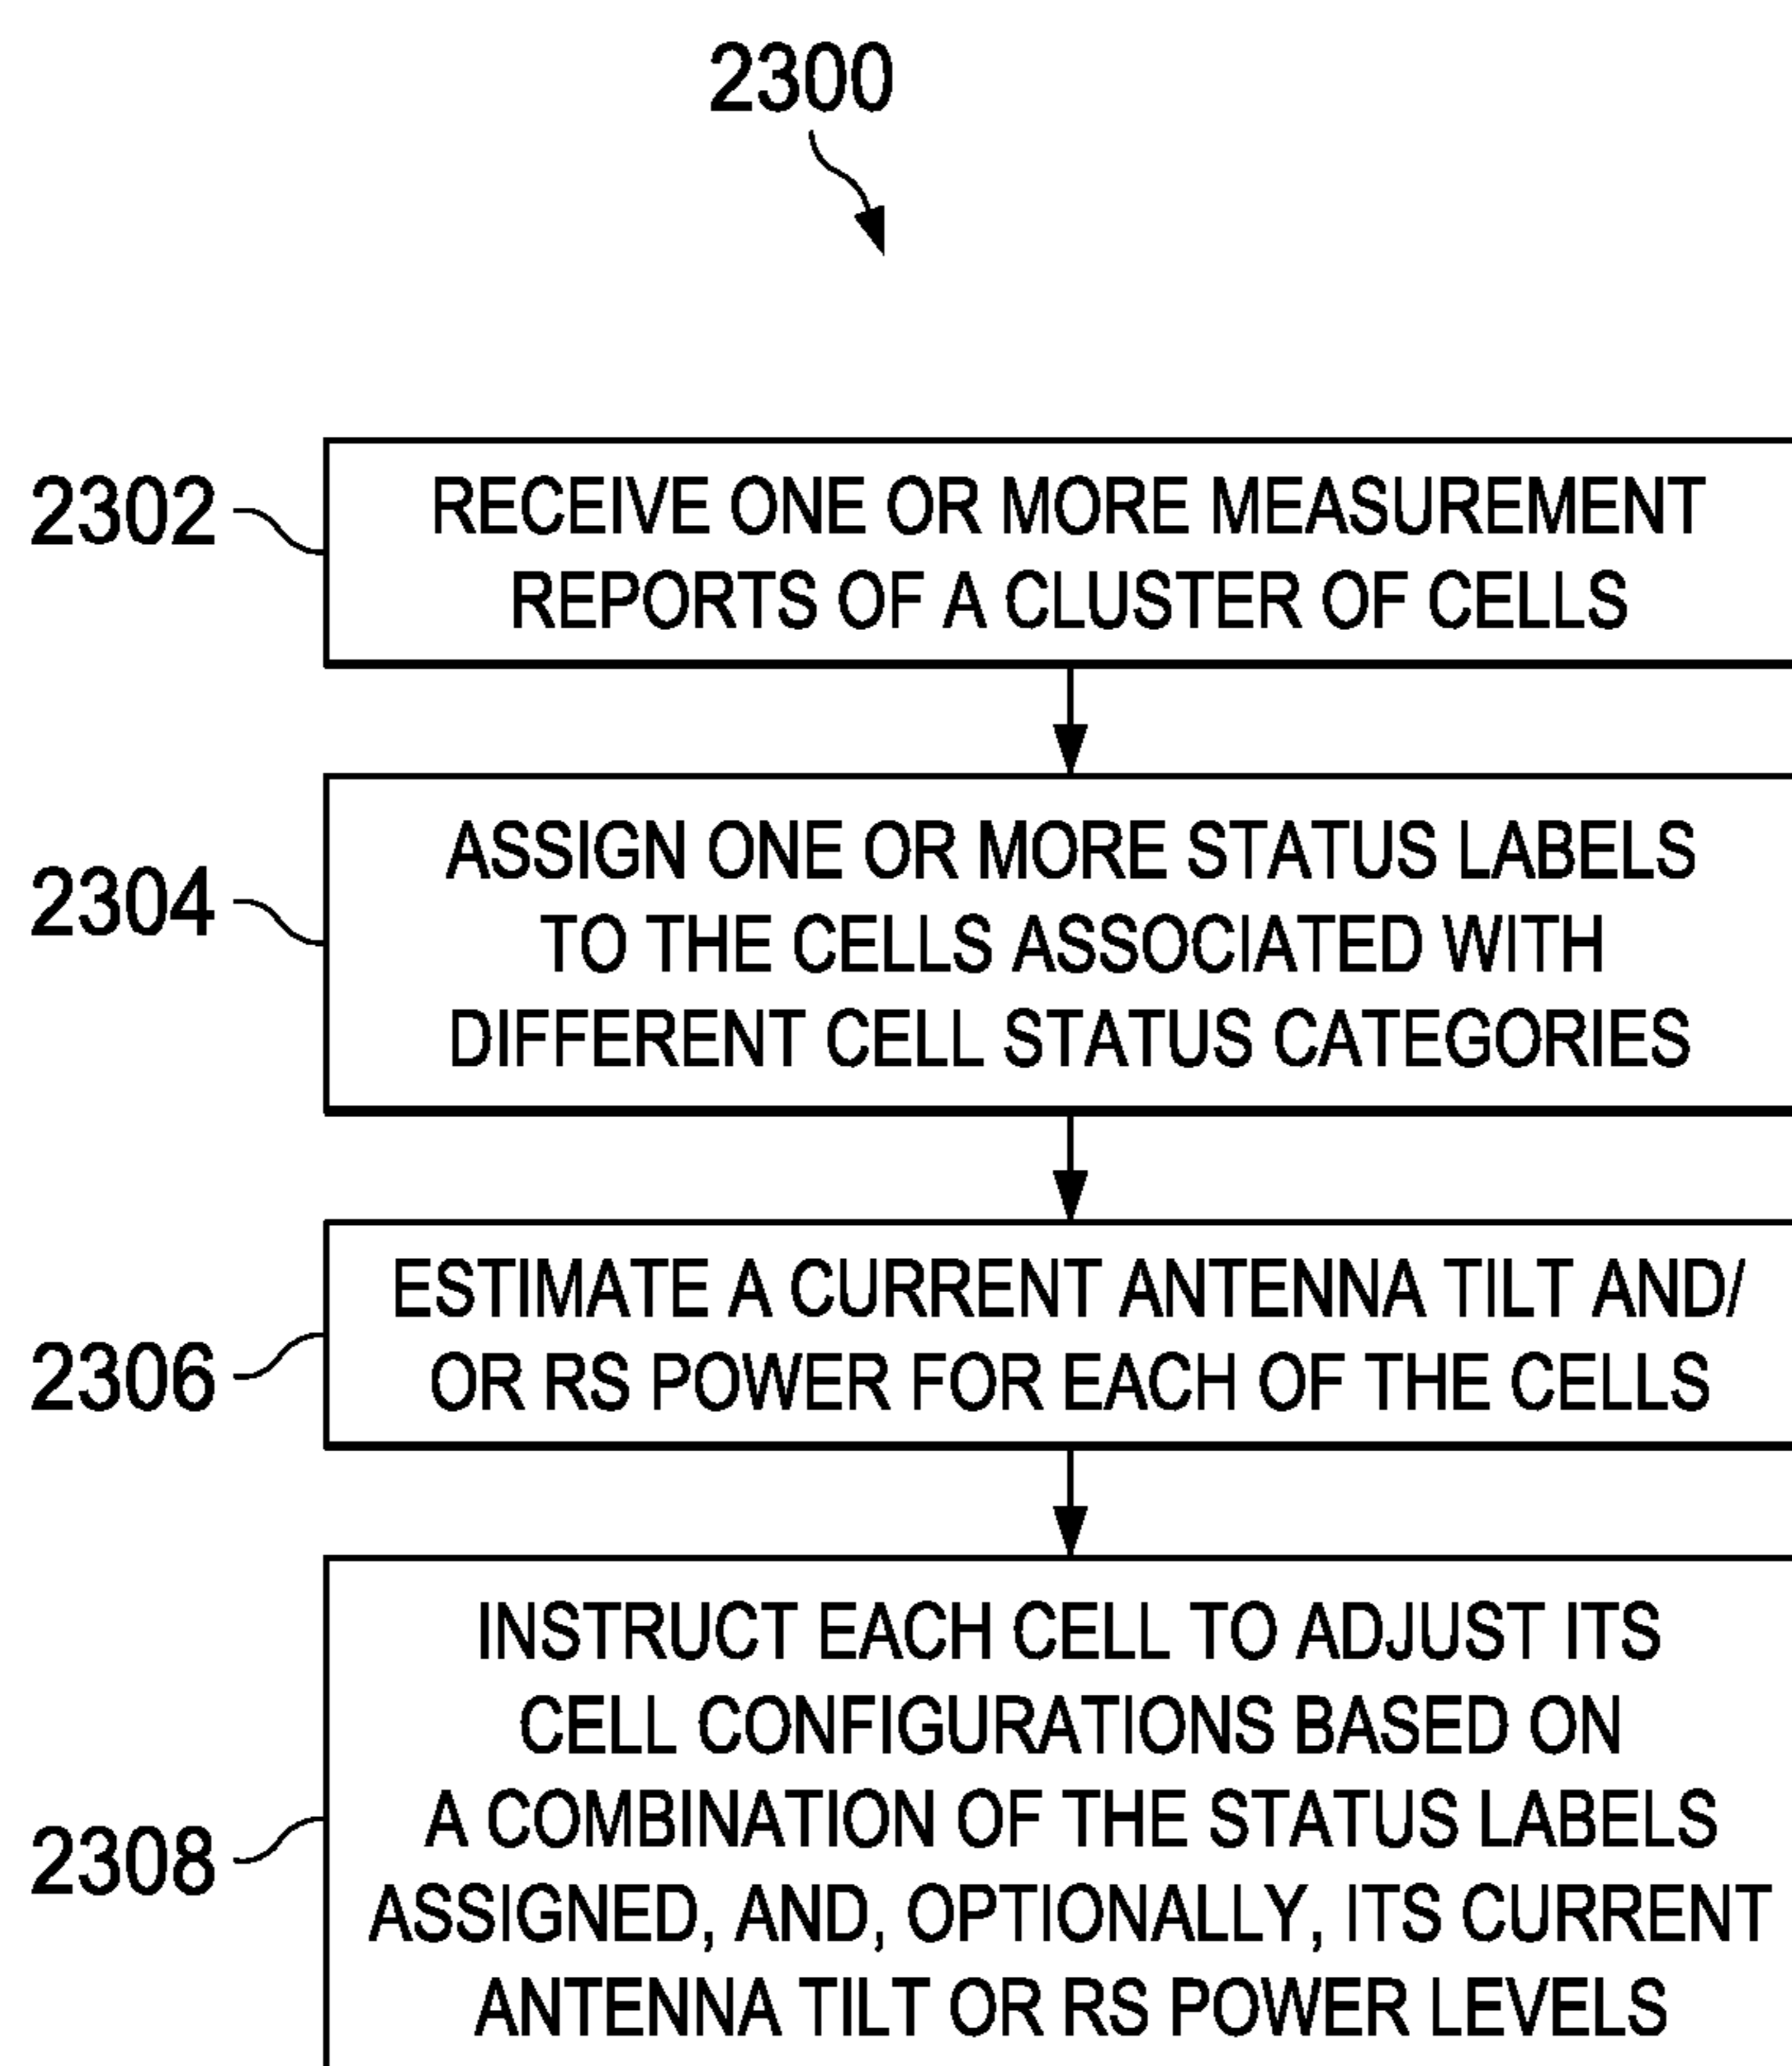 2300
2302
RECEIVE ONE OR MORE MEASUREMENT
REPORTS OF A CLUSTER OF CELLS
2304
ASSIGN ONE OR MORE STATUS LABELS
TO THE CELLS ASSOCIATED WITH
DIFFERENT CELL STATUS CATEGORIES
2306
ESTIMATE A CURRENT ANTENNA TILT AND/
OR RS POWER FOR EACH OF THE CELLS
2308
INSTRUCT EACH CELL TO ADJUST ITS
CELL CONFIGURATIONS BASED ON
A COMBINATION OF THE STATUS LABELS
ASSIGNED, AND, OPTIONALLY, ITS CURRENT
ANTENNA TILT OR RS POWER LEVELS